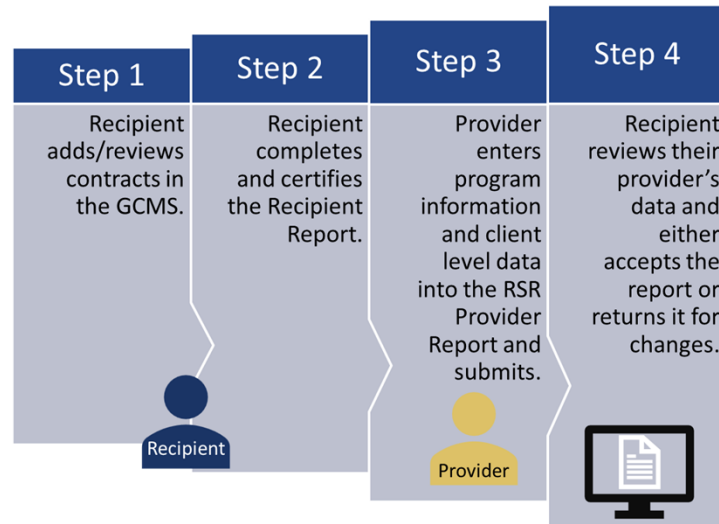 Step 1
Recipient
adds/reviews
contracts in
the GCMS.
Step 2
Recipient
completes
and certifies
the Recipient
Report.
Step 3
Provider
enters
program
information
and client
level data
into the RSR
Provider
Report and
submits.
Step 4
Recipient
reviews their
provider's
data and
either
accepts the
report or
returns it for
changes.
Recipient
Provider